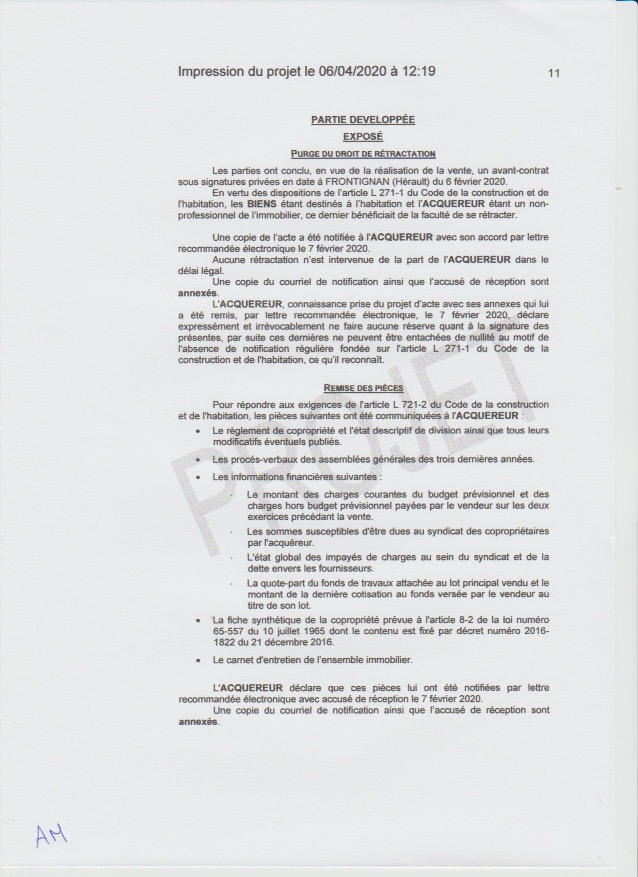 Impression du projet le 06/04/2020 à 12:19
11
PARTIE DEVELOPPÉE
EXPOSÉ
PURGE DU DROIT DE RÉTRACTATION
Les parties ont conclu, en vue de la réalisation de la vente, un avant-contrat
sous signatures privées en date à FRONTIGNAN (Hérault) du 6 février 2020.
En vertu des dispositions de l'article L 271-1 du Code de la construction et de
l'habitation, les BIENS étant destinés à l'habitation et l'ACQUEREUR étant un non-
professionnel de l'immobilier, ce dernier bénéficiait de la faculté de se rétracter.
Une copie de l'acte a été notifiée à l'ACQUEREUR avec son accord par lettre
recommandée électronique le 7 février 2020.
Aucune rétractation n'est intervenue de la part de l'ACQUEREUR dans le
délai légal.
Une copie du courriel de notification ainsi que l'accusé de réception sont
annexés.
L'ACQUEREUR, connaissance prise du projet d'acte avec ses annexes qui lui
a été remis, par lettre recommandée électronique, le 7 février 2020, déclare
expressément et irrévocablement ne faire aucune réserve quant à la signature des
présentes, par suite ces dernières ne peuvent être entachées de nullité au motif de
l'absence de notification régulière fondée sur l'article L 271-1 du Code de la
construction et de l'habitation, ce qu'il reconnaît.
REMISE DES PIÈCES
Pour répondre aux exigences de l'article L 721-2 du Code de la construction
et de l'habitation, les pièces suivantes ont été communiquées à l'ACQUEREUR :
• Le règlement de copropriété et l'état descriptif de division ainsi que tous leurs
modificatifs éventuels publiés.
• Les procès-verbaux des assemblées générales des trois dernières années.
• Les informations financières suivantes :
- Le montant des charges courantes du budget prévisionnel et des
charges hors budget prévisionnel payées par le vendeur sur les deux
exercices précédant la vente.
- Les sommes susceptibles d'être dues au syndicat des copropriétaires
par l'acquéreur.
- L'état global des impayés de charges au sein du syndicat et de la
dette envers les fournisseurs.
- La quote-part du fonds de travaux attachée au lot principal vendu et le
montant de la dernière cotisation au fonds versée par le vendeur au
titre de son lot.
• La fiche synthétique de la copropriété prévue à l'article 8-2 de la loi numéro
65-557 du 10 juillet 1965 dont le contenu est fixé par décret numéro 2016-
1822 du 21 décembre 2016.
• Le carnet d'entretien de l'ensemble immobilier.
L'ACQUEREUR déclare que ces pièces lui ont été notifiées par lettre
recommandée électronique avec accusé de réception le 7 février 2020.
Une copie du courriel de notification ainsi que l'accusé de réception sont
annexés.
PROJET
AM